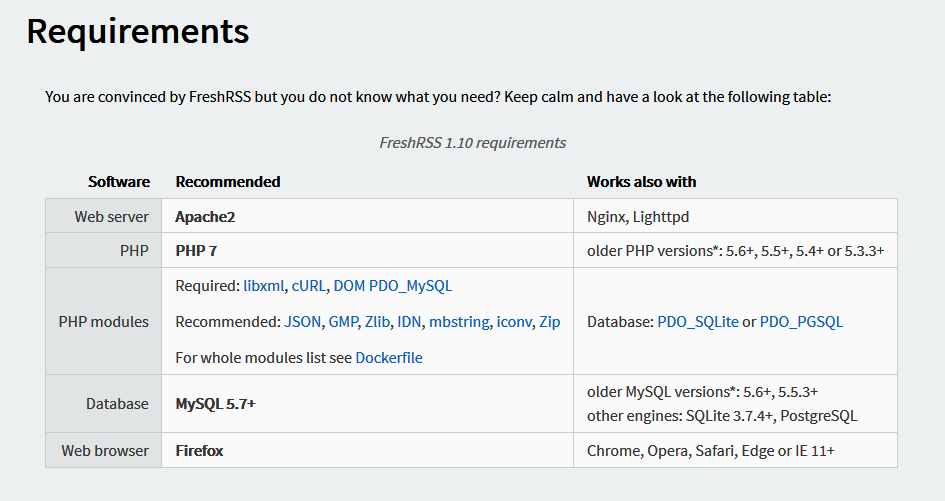 Requirements
You are convinced by FreshRSS but you do not know what you need? Keep calm and have a look at the following table:
FreshRSS 1.10 requirements
Software Recommended Works also with
Web server Apache2 Nginx, Lighttpd
PHP PHP 7 older PHP versions*: 5.6+, 5.5+, 5.4+ or 5.3.3+
PHP modules
Required: libxml, cURL, DOM PDO_MySQL
Recommended: JSON, GMP, Zlib, IDN, mbstring, iconv, Zip
For whole modules list see Dockerfile
Database: PDO_SQLite or PDO_PGSQL
Database MySQL 5.7+
older MySQL versions*: 5.6+, 5.5.3+
other engines: SQLite 3.7.4+, PostgreSQL
Web browser Firefox Chrome, Opera, Safari, Edge or IE 11+